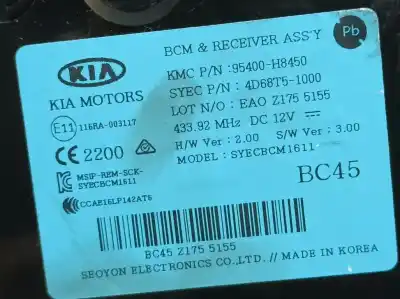 BCM & RECEIVER ASS'Y
Pb
KIA
KMC P/N : 95400-H8450
KIA MOTORS
SYEC P/N : 4D68T5-1000
LOT N/O : EAO Z175 5155
E11 116RA-003117
433.92 MHz DC 12V
CE 2200
H/W Ver : 2.00 S/W Ver : 3.00
MODEL : SYECBCM1611
MSIP-REM-SCK-
SYECBCM1611
BC45
CCAB16LP142AT6
BC45 Z175 5155
SEOYON ELECTRONICS CO.,LTD.// MADE IN KOREA